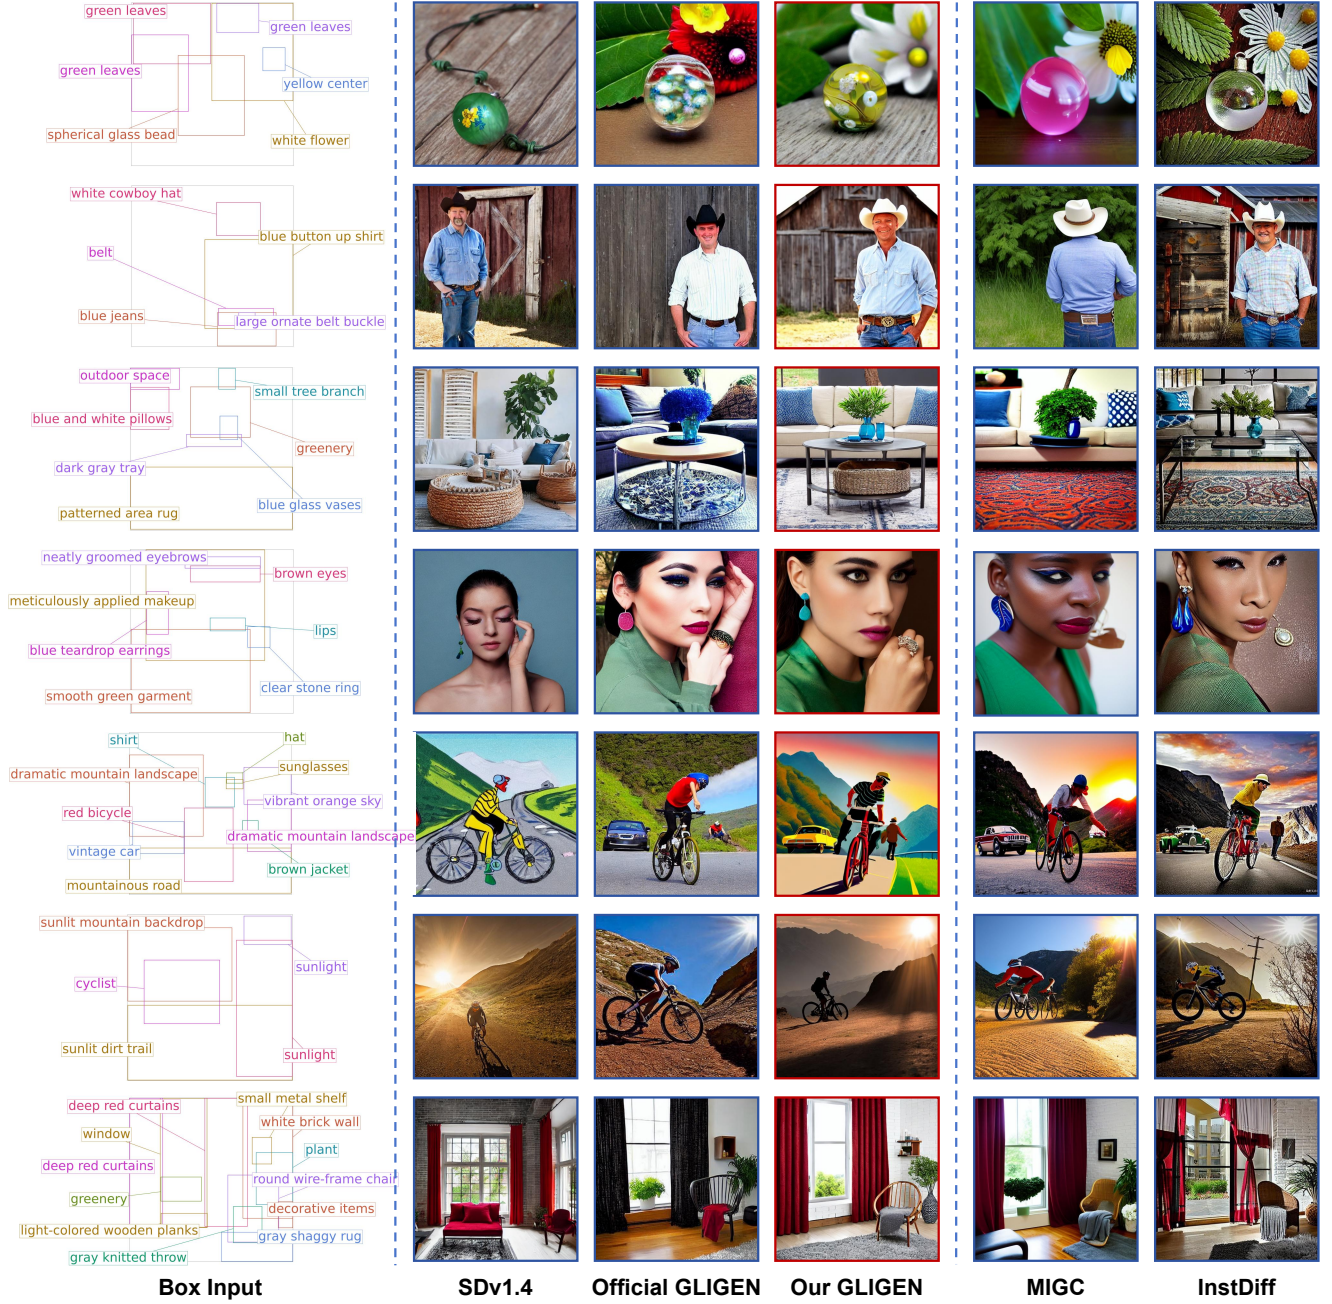 green leaves
green leaves
green leaves
yellow center
spherical glass bead
white flower
white cowboy hat
blue button up shirt
belt
blue jeans
large ornate belt buckle
outdoor space
small tree branch
blue and white pillows
greenery
dark gray tray
blue glass vases
patterned area rug
neatly groomed eyebrows
brown eyes
meticulously applied makeup
lips
blue teardrop earrings
clear stone ring
smooth green garment
shirt
hat
sunglasses
dramatic mountain landscape
vibrant orange sky
red bicycle
dramatic mountain landscape
vintage car
brown jacket
mountainous road
sunlit mountain backdrop
sunlight
cyclist
sunlit dirt trail
sunlight
small metal shelf
deep red curtains
white brick wall
window
plant
deep red curtains
round wire-frame chair
greenery
decorative items
light-colored wooden planks
gray shaggy rug
gray knitted throw
Box Input
SDv1.4
Official GLIGEN
Our GLIGEN
MIGC
InstDiff